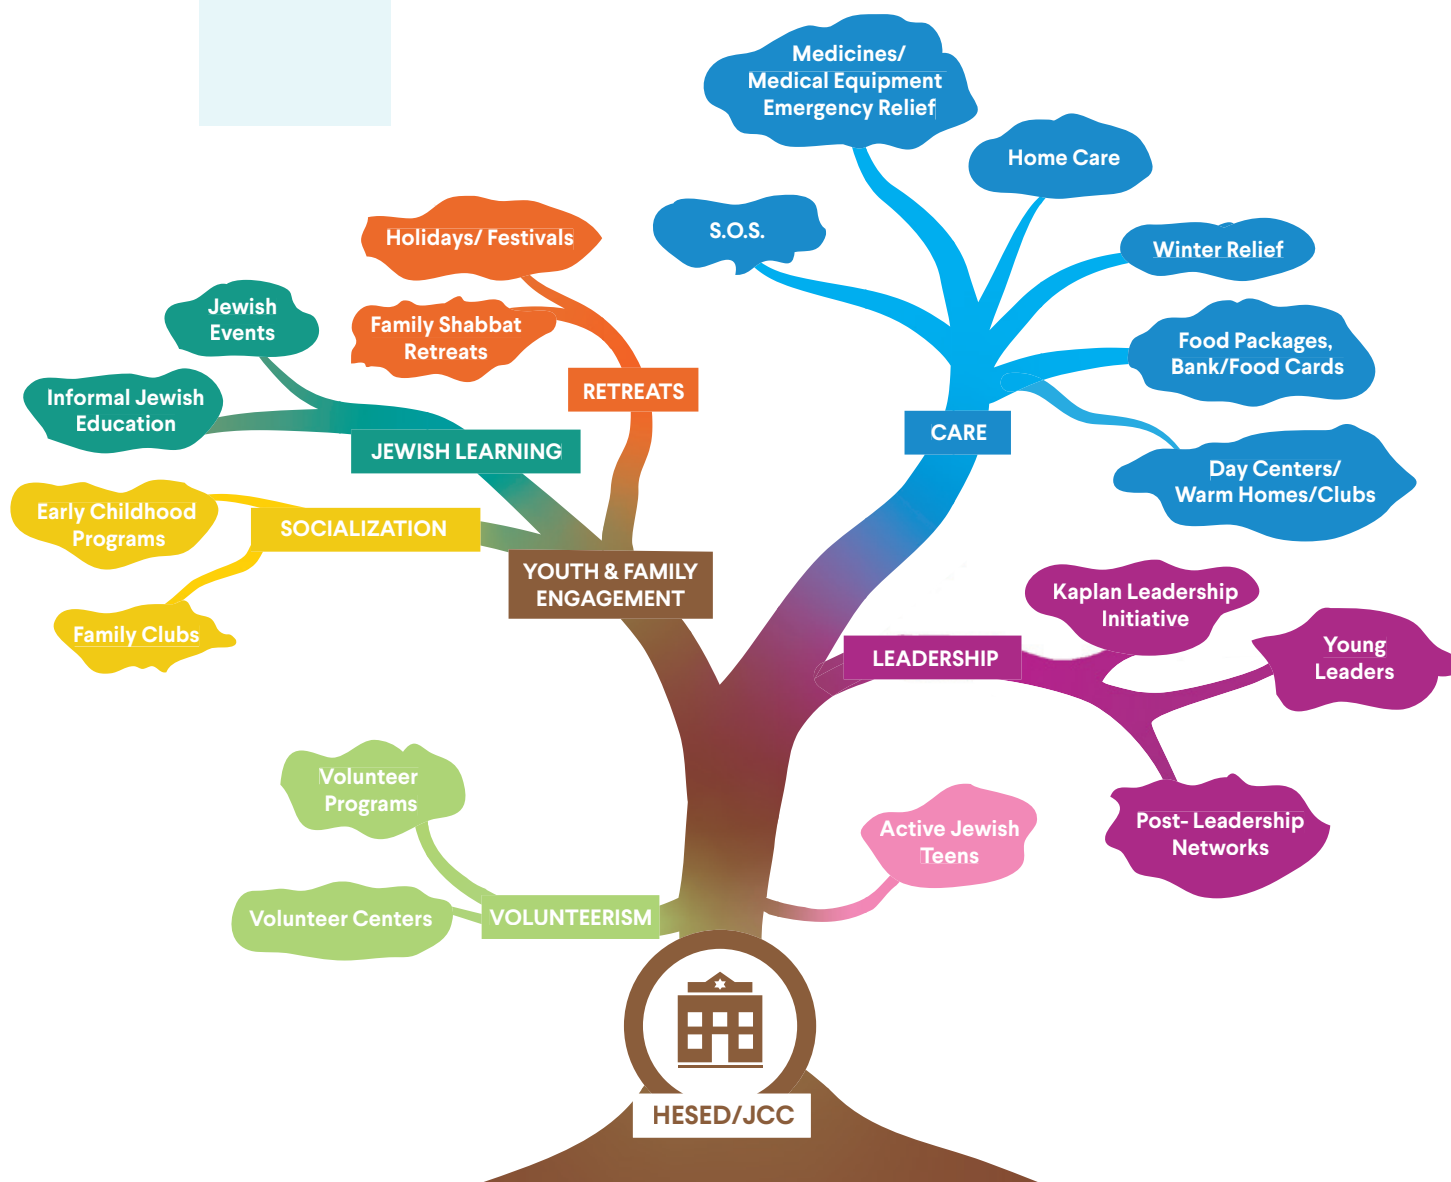 Medicines/
Medical Equipment
Emergency Relief
Home Care
S.O.S.
Winter Relief
Food Packages,
Bank/Food Cards
Day Centers/
Warm Homes/Clubs
CARE
Holidays/ Festivals
Family Shabbat
Retreats
RETREATS
Jewish
Events
Informal Jewish
Education
JEWISH LEARNING
Early Childhood
Programs
SOCIALIZATION
Family Clubs
YOUTH & FAMILY
ENGAGEMENT
Kaplan Leadership
Initiative
Young
Leaders
LEADERSHIP
Post- Leadership
Networks
Active Jewish
Teens
Volunteer
Programs
Volunteer Centers
VOLUNTEERISM
HESED/JCC